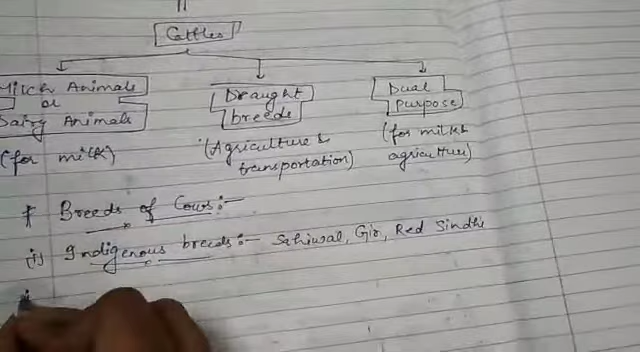 Cattles
Milch Animals
or
Dairy Animals
(for milk)
Draught
breeds
(Agriculture &
transportation)
Dual
purpose
(for milk &
agriculture)
* Breeds of Cows:-
(i) Indigenous breeds:- Sahiwal, Gir, Red Sindhi